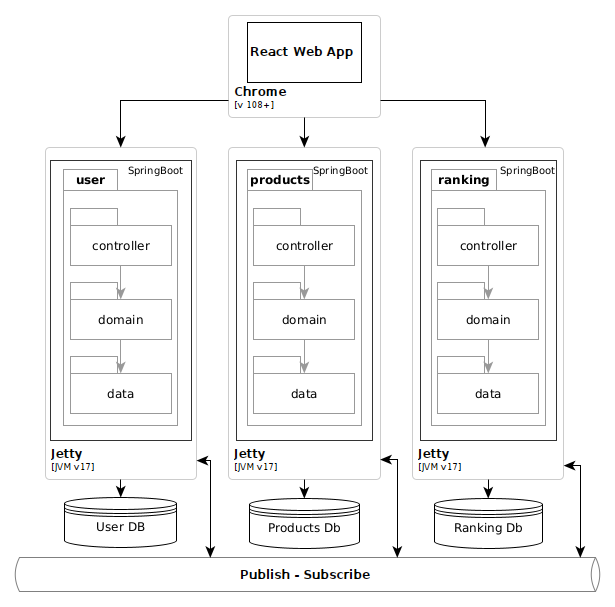 React Web App
Chrome
[v 108+]
user
SpringBoot
controller
domain
data
Jetty
[JVM v17]
User DB
products
SpringBoot
controller
domain
data
Jetty
[JVM v17]
Products Db
ranking
SpringBoot
controller
domain
data
Jetty
[JVM v17]
Ranking Db
Publish - Subscribe